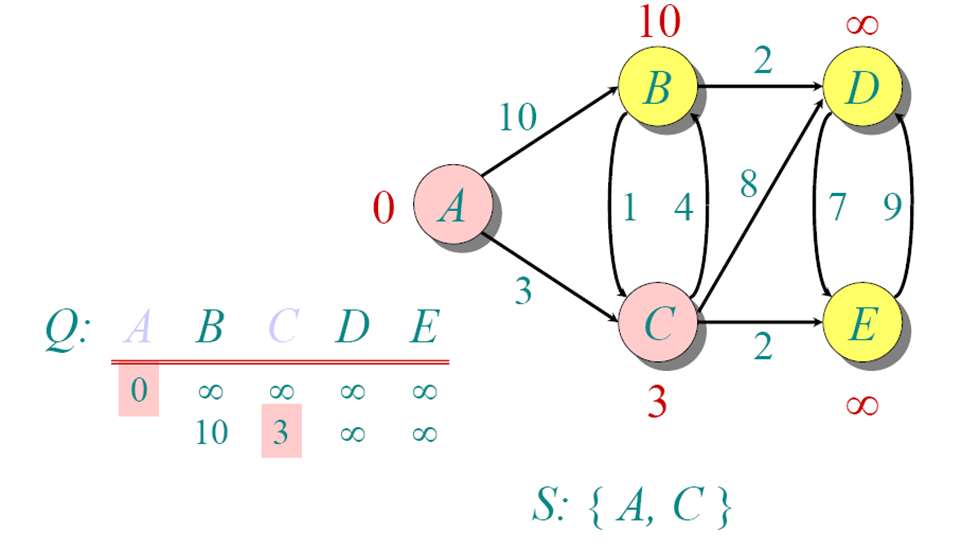 10 ∞
B 2 D
10
A
0
1 4 8 7 9
3
C 2 E
3 ∞
Q: A B C D E
0 ∞ ∞ ∞ ∞
10 3 ∞ ∞
S: { A, C }